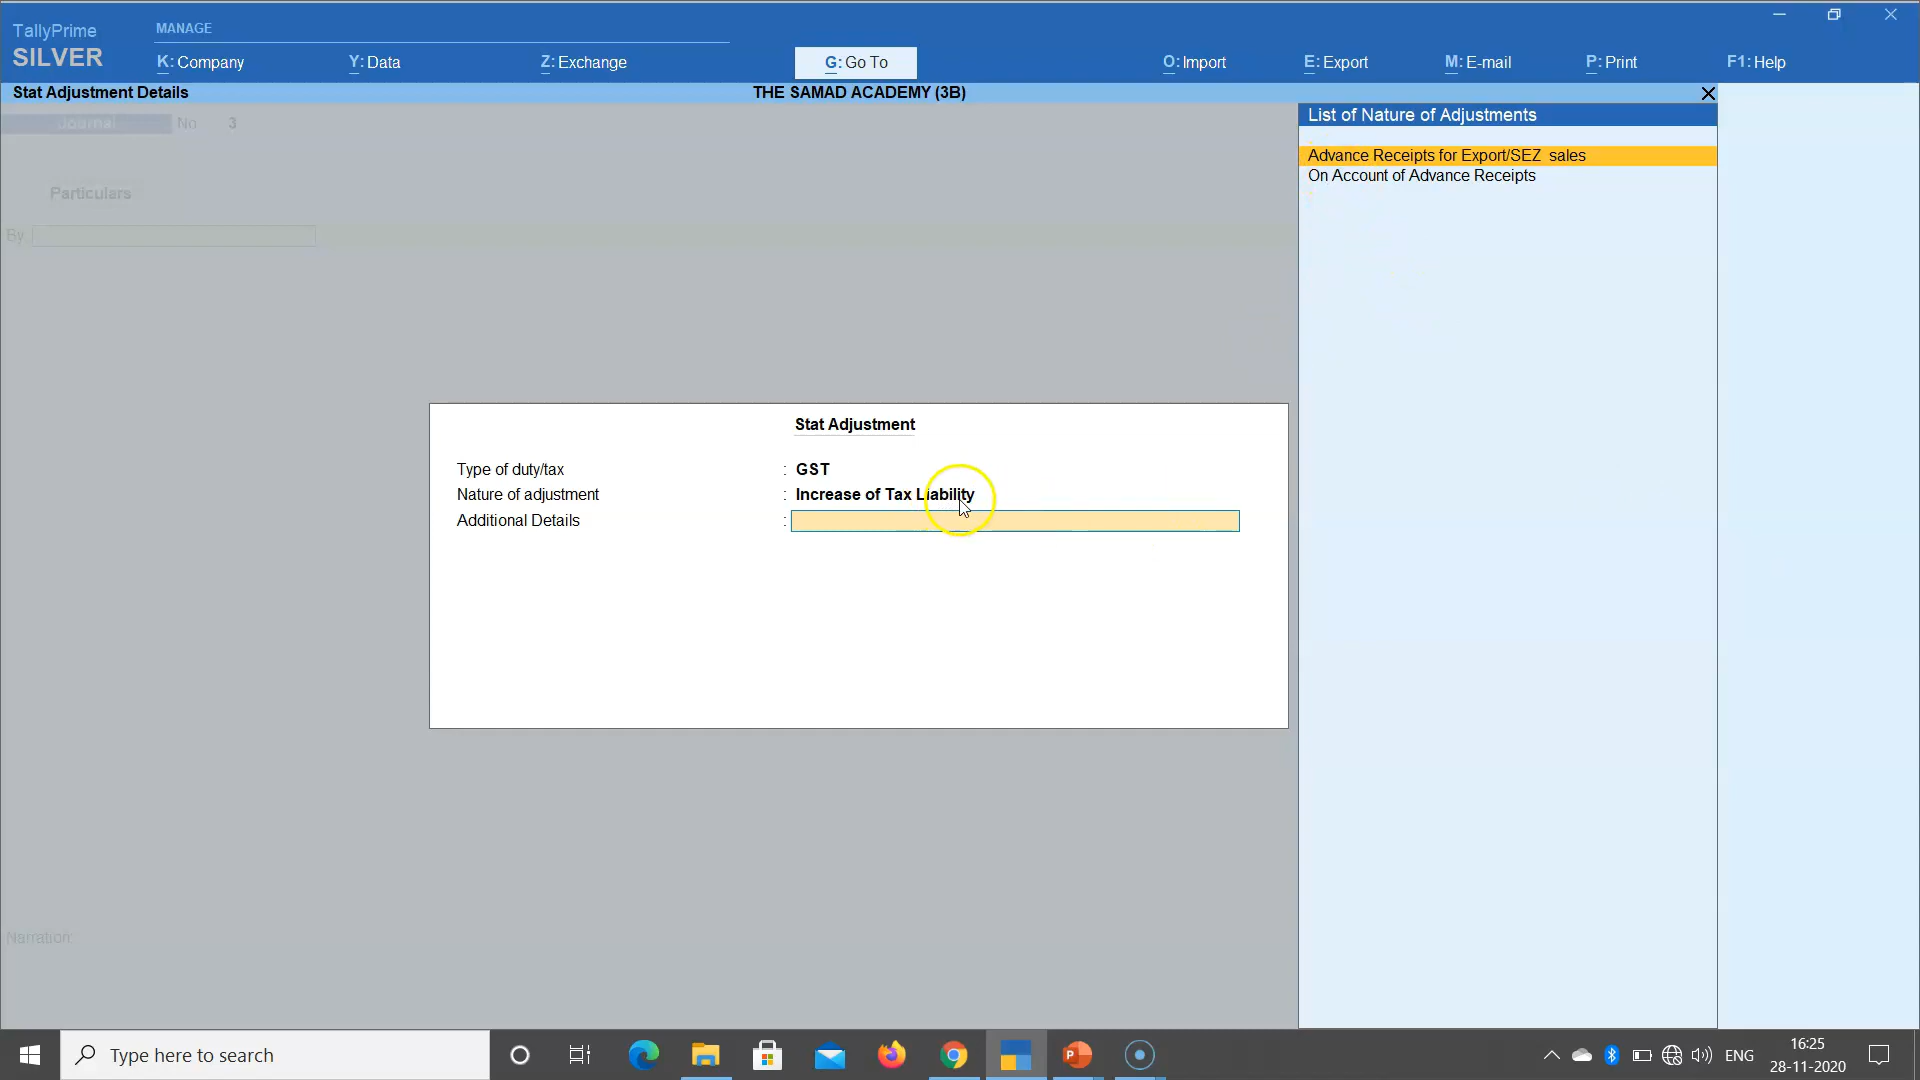 TallyPrime
SILVER
MANAGE
K: Company
Y: Data
Z: Exchange
G: Go To
O: Import
E: Export
M: E-mail
P: Print
F1: Help
Stat Adjustment Details
THE SAMAD ACADEMY (3B)
Journal
No
3
Particulars
By
Stat Adjustment
Type of duty/tax : GST
Nature of adjustment : Increase of Tax Liability
Additional Details :
Narration:
List of Nature of Adjustments
Advance Receipts for Export/SEZ sales
On Account of Advance Receipts
Type here to search
ENG
16:25
28-11-2020